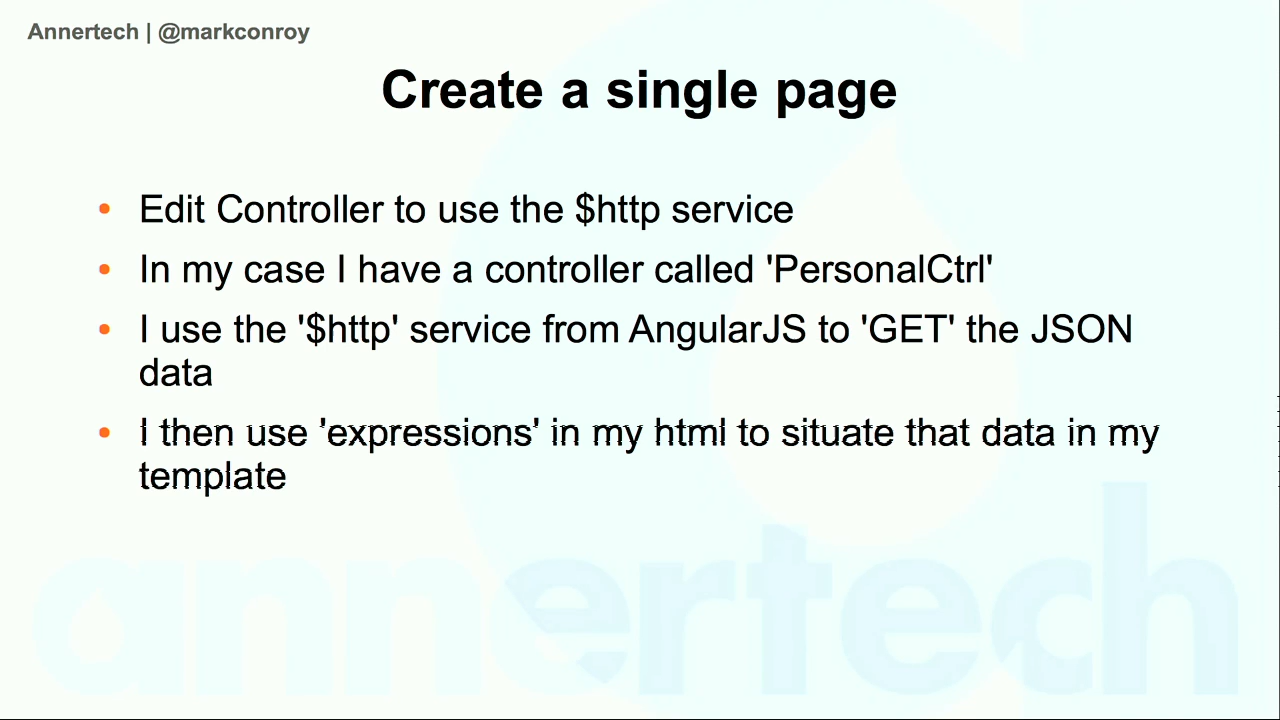 Annertech | @markconroy
Create a single page
• Edit Controller to use the $http service
• In my case I have a controller called 'PersonalCtrl'
• I use the '$http' service from AngularJS to 'GET' the JSON
data
• I then use 'expressions' in my html to situate that data in my
template
annertech